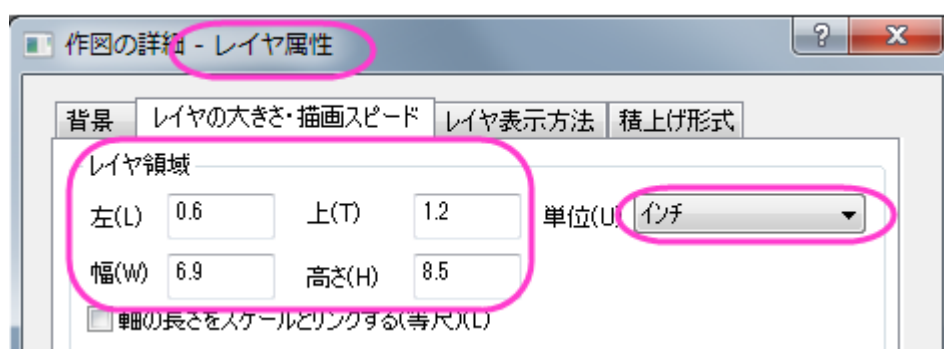 作図の詳細 - レイヤ属性
背景 レイヤの大きさ・描画スピード レイヤ表示方法 積上げ形式
レイヤ領域
左(L) 0.6 上(T) 1.2 単位(U) インチ
幅(W) 6.9 高さ(H) 8.5
軸の長さをスケールとリンクする(等尺)(L)